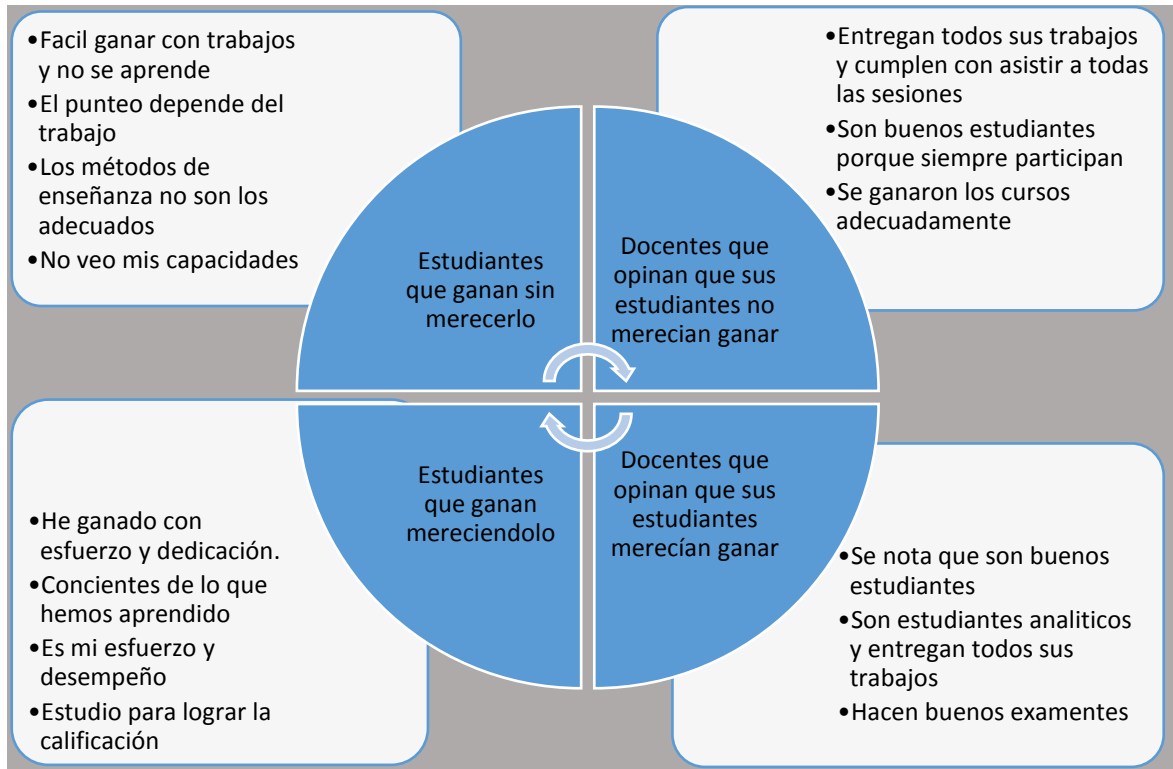 •Facil ganar con trabajos
y no se aprende
•El punteo depende del
trabajo
•Los métodos de
enseñanza no son los
adecuados
•No veo mis capacidades
•Entregan todos sus trabajos
y cumplen con asistir a todas
las sesiones
•Son buenos estudiantes
porque siempre participan
•Se ganaron los cursos
adecuadamente
Estudiantes
que ganan sin
merecerlo
Docentes que
opinan que sus
estudiantes no
merecian ganar
Estudiantes
que ganan
mereciendolo
Docentes que
opinan que sus
estudiantes
merecían ganar
•He ganado con
esfuerzo y dedicación.
•Concientes de lo que
hemos aprendido
•Es mi esfuerzo y
desempeño
•Estudio para lograr la
calificación
•Se nota que son buenos
estudiantes
•Son estudiantes analiticos
y entregan todos sus
trabajos
•Hacen buenos examentes